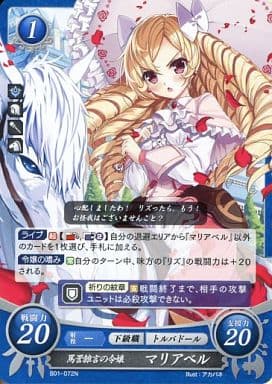 1
心配しましたわ! リズったら、もう!
お怪我はございませんこと?
ライブ 自分の退避エリアから『マリアベル』以外
のカードを1枚選び、手札に加える。
令嬢の嗜み 自分のターン中、味方の『リズ』の戦闘力は+20
される。
祈りの紋章 戦闘終了まで、相手の攻撃
ユニットは必殺攻撃できない。
戦闘力
20
射程 一 下級職 トルバドール
支援力
20
罵詈雑言の令嬢 マリアベル
B01-072N
Illust:アカバネ